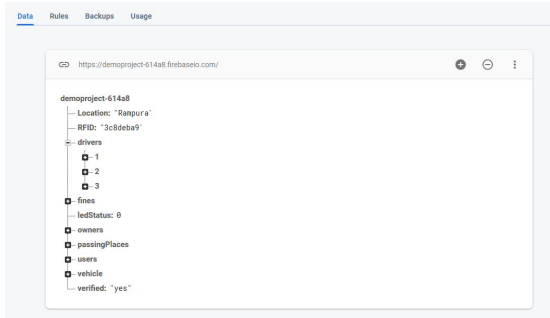 Data Rules Backups Usage
https://demoproject-614a8.firebaseio.com/
demoproject-614a8
Location: "Rampura"
RFID: "3c8deba9"
drivers
1
2
3
fines
ledStatus: 0
owners
passingPlaces
users
vehicle
verified: "yes"